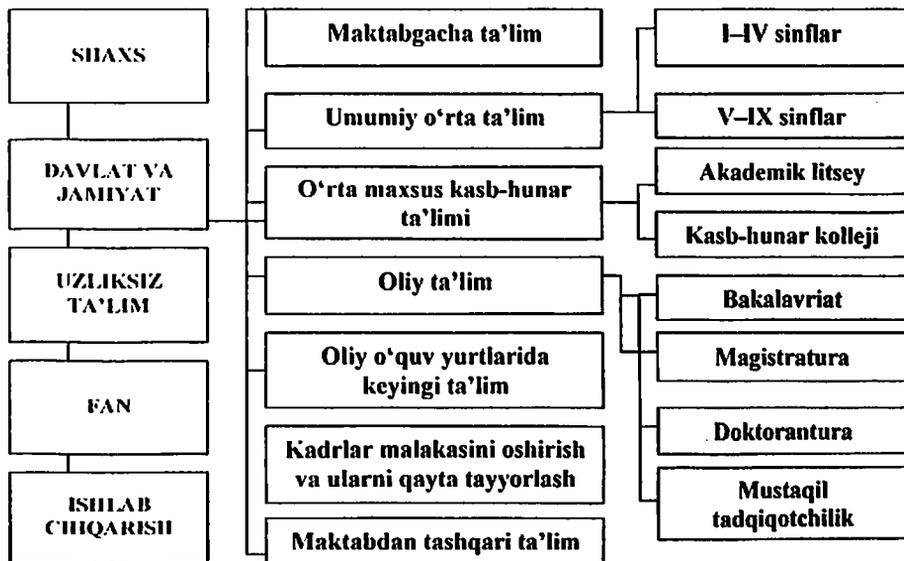 SHAXS
DAVLAT VA
JAMIYAT
UZLIKSIZ
TA’LIM
FAN
ISHLAB
CHIQARISH
Maktabgacha ta’lim
Umumiy o‘rta ta’lim
O‘rta maxsus kasb-hunar
ta’limi
Oliy ta’lim
Oliy o‘quv yurtlarida
keyingi ta’lim
Kadrlar malakasini oshirish
va ularni qayta tayyorlash
Maktabdan tashqari ta’lim
I–IV sinflar
V–IX sinflar
Akademik litsey
Kasb-hunar kolleji
Bakalavriat
Magistratura
Doktorantura
Mustaqil
tadqiqotchilik